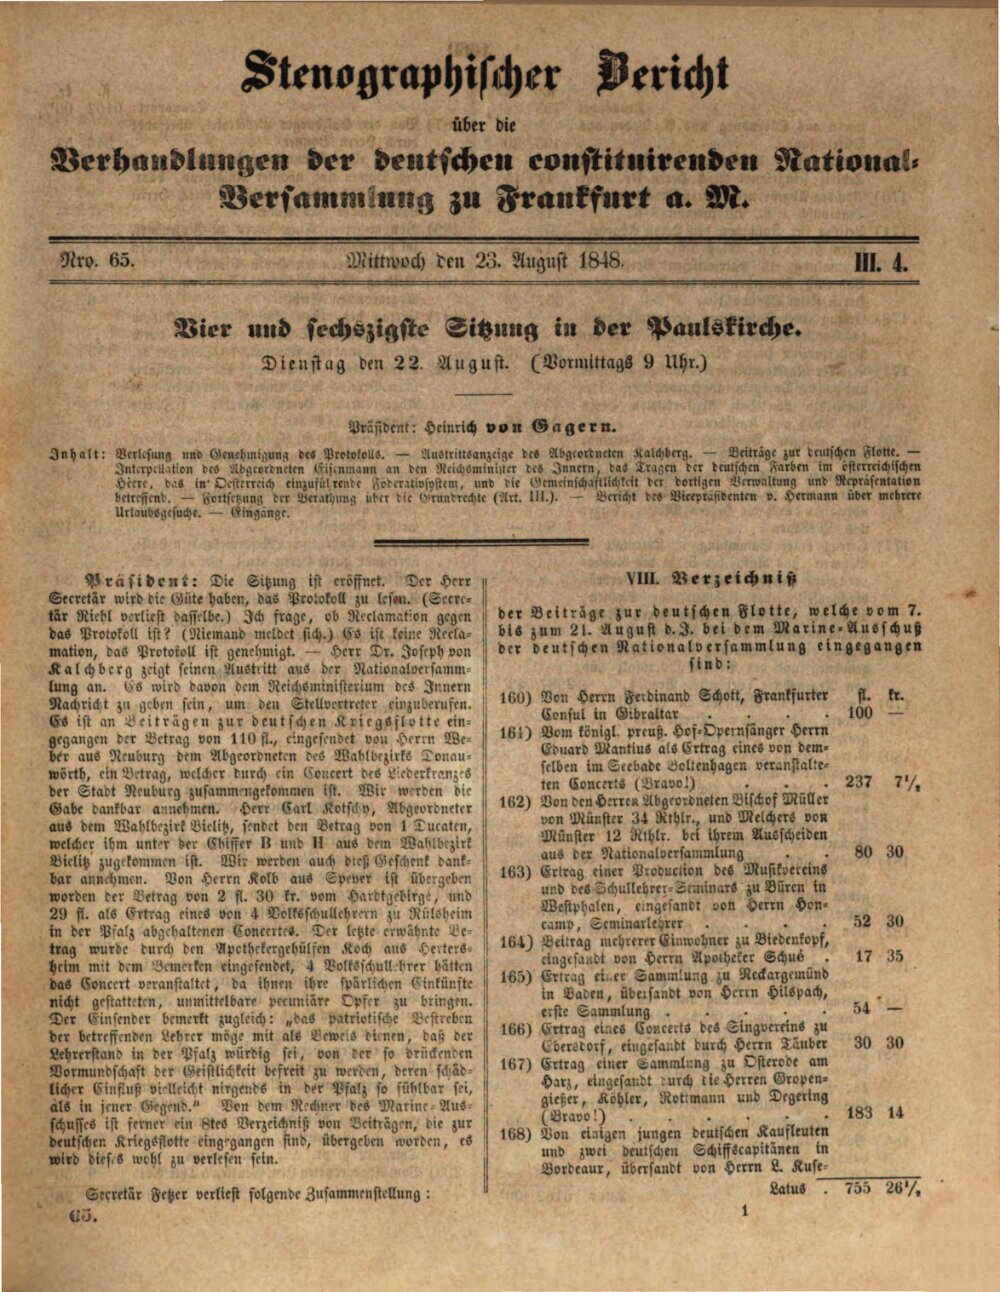 Stenographischer Bericht
über die
Verhandlungen der deutschen constituirenden National-
Versammlung zu Frankfurt a. M.
Nro. 65. Mittwoch den 23. August 1848. III. 4.
Vier und sechszigste Sitzung in der Paulskirche.
Dienstag den 22. August. (Vormittags 9 Uhr.)
Präsident: Heinrich von Gagern.
Inhalt: Verlesung und Genehmigung des Protokolls. — Austrittsanzeige des Abgeordneten Kalchberg. — Beiträge zur deutschen Flotte. —
Interpellation des Abgeordneten Eisenmann an den Reichsminister des Innern, das Tragen der deutschen Farben im österreichischen
Heere, das in Oesterreich einzuführende Föderativsystem, und die Gemeinschaftlichkeit der dortigen Verwaltung und Repräsentation
betreffend. — Fortsetzung der Berathung über die Grundrechte (Art. III.). — Bericht des Vicepräsidenten v. Hermann über mehrere
Urlaubsgesuche. — Eingänge.
Präsident: Die Sitzung ist eröffnet. Der Herr
Secretär wird die Güte haben, das Protokoll zu lesen. (Secre-
tär Riehl verliest dasselbe.) Ich frage, ob Reclamation gegen
das Protokoll ist? (Niemand meldet sich.) Es ist keine Recla-
mation, das Protokoll ist genehmigt. — Herr Dr. Joseph von
Kalchberg zeigt seinen Austritt aus der Nationalversamm-
lung an. Es wird davon dem Reichsministerium des Innern
Nachricht zu geben sein, um den Stellvertreter einzuberufen.
Es ist an Beiträgen zur deutschen Kriegsflotte ein-
gegangen der Betrag von 110 fl., eingesendet von Herrn We-
ber aus Neuburg dem Abgeordneten des Wahlbezirks Donau-
wörth, ein Betrag, welcher durch ein Concert des Liederkranzes
der Stadt Neuburg zusammengekommen ist. Wir werden die
Gabe dankbar annehmen. Herr Carl Kotschy, Abgeordneter
aus dem Wahlbezirk Bielitz, sendet den Betrag von 1 Ducaten,
welcher ihm unter der Chiffer B und H aus dem Wahlbezirk
Bielitz zugekommen ist. Wir werden auch dieß Geschenk dank-
bar annehmen. Von Herrn Kolb aus Speyer ist übergeben
worden der Betrag von 2 fl. 30 kr. vom Hardtgebirge, und
29 fl. als Ertrag eines von 4 Volksschullehrern zu Rülsheim
in der Pfalz abgehaltenen Concertes. Der letzte erwähnte Be-
trag wurde durch den Apothekergehülfen Koch aus Herters-
heim mit dem Bemerken eingesendet, 4 Volksschullehrer hätten
das Concert veranstaltet, da ihnen ihre spärlichen Einkünfte
nicht gestatteten, unmittelbare pecuniäre Opfer zu bringen.
Der Einsender bemerkt zugleich: „das patriotische Bestreben
der betreffenden Lehrer möge mit als Beweis dienen, daß der
Lehrerstand in der Pfalz würdig sei, von der so drückenden
Vormundschaft der Geistlichkeit befreit zu werden, deren schäd-
licher Einfluß vielleicht nirgends in der Pfalz so fühlbar sei,
als in jener Gegend.“ Von dem Rechner des Marine-Aus-
schusses ist ferner ein 8tes Verzeichniß von Beiträgen, die zur
deutschen Kriegsflotte eingegangen sind, übergeben worden, es
wird dieses wohl zu verlesen sein.
Secretär Fetzer verliest folgende Zusammenstellung:
65.
VIII. Verzeichniß
der Beiträge zur deutschen Flotte, welche vom 7.
bis zum 21. August d. J. bei dem Marine-Ausschuß
der deutschen Nationalversammlung eingegangen
sind:
160) Von Herrn Ferdinand Schott, Frankfurter fl. kr.
Consul in Gibraltar . . . . 100 —
161) Vom königl. preuß. Hof-Opernsänger Herrn
Eduard Mantius als Ertrag eines von dem-
selben im Seebade Boltenhagen veranstalte-
ten Concerts (Bravo!) . . . 237 7½
162) Von den Herren Abgeordneten Bischof Müller
von Münster 34 Rthlr., und Melchers von
Münster 12 Rthlr. bei ihrem Ausscheiden
aus der Nationalversammlung . . 80 30
163) Ertrag einer Production des Musikvereins
und des Schullehrer-Seminars zu Büren in
Westphalen, eingesandt von Herrn Hon-
camp, Seminarlehrer . . . . 52 30
164) Beitrag mehrerer Einwohner zu Biedenkopf,
eingesandt von Herrn Apotheker Schué . 17 35
165) Ertrag einer Sammlung zu Neckargemünd
in Baden, übersandt von Herrn Hilspach,
erste Sammlung . . . . . 54 —
166) Ertrag eines Concerts des Singvereins zu
Ebersdorf, eingesandt durch Herrn Täuber 30 30
167) Ertrag einer Sammlung zu Osterode am
Harz, eingesandt durch die Herren Gropen-
gießer, Köhler, Rottmann und Degering
(Bravo!) . . . . . 183 14
168) Von einigen jungen deutschen Kaufleuten
und zwei deutschen Schiffscapitänen in
Bordeaux, übersandt von Herrn L. Kuse-
Latus . 755 26½
1